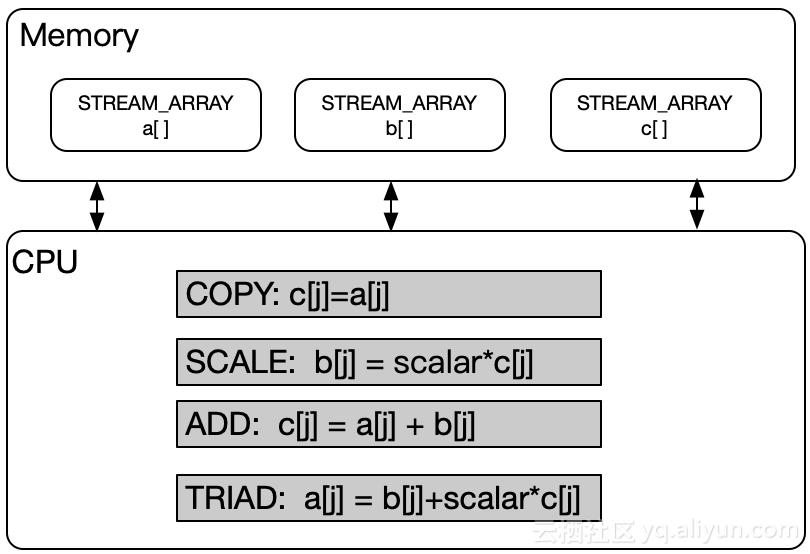 Memory
STREAM_ARRAY
a[ ]
STREAM_ARRAY
b[ ]
STREAM_ARRAY
c[ ]
CPU
COPY: c[j]=a[j]
SCALE: b[j] = scalar*c[j]
ADD: c[j] = a[j] + b[j]
TRIAD: a[j] = b[j]+scalar*c[j]
云栖社区 yq.aliyun.com